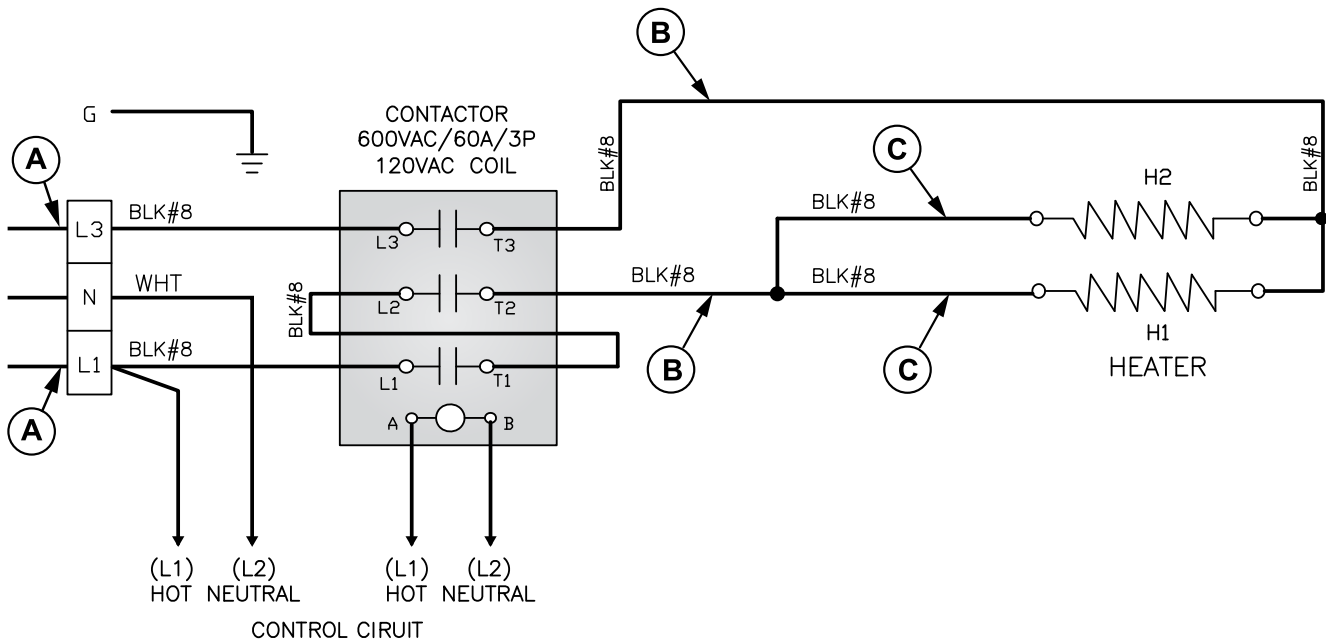 B
G
CONTACTOR
600VAC/60A/3P
120VAC COIL
A
BLK#8
BLK#8
C
H2
BLK#8
BLK#8
L3
L3
T3
N
WHT
BLK#8
L2
T2
BLK#8
BLK#8
H1
HEATER
BLK#8
L1
L1
T1
B
C
A
A
B
(L1)
HOT
(L2)
NEUTRAL
(L1)
HOT
(L2)
NEUTRAL
CONTROL CIRUIT